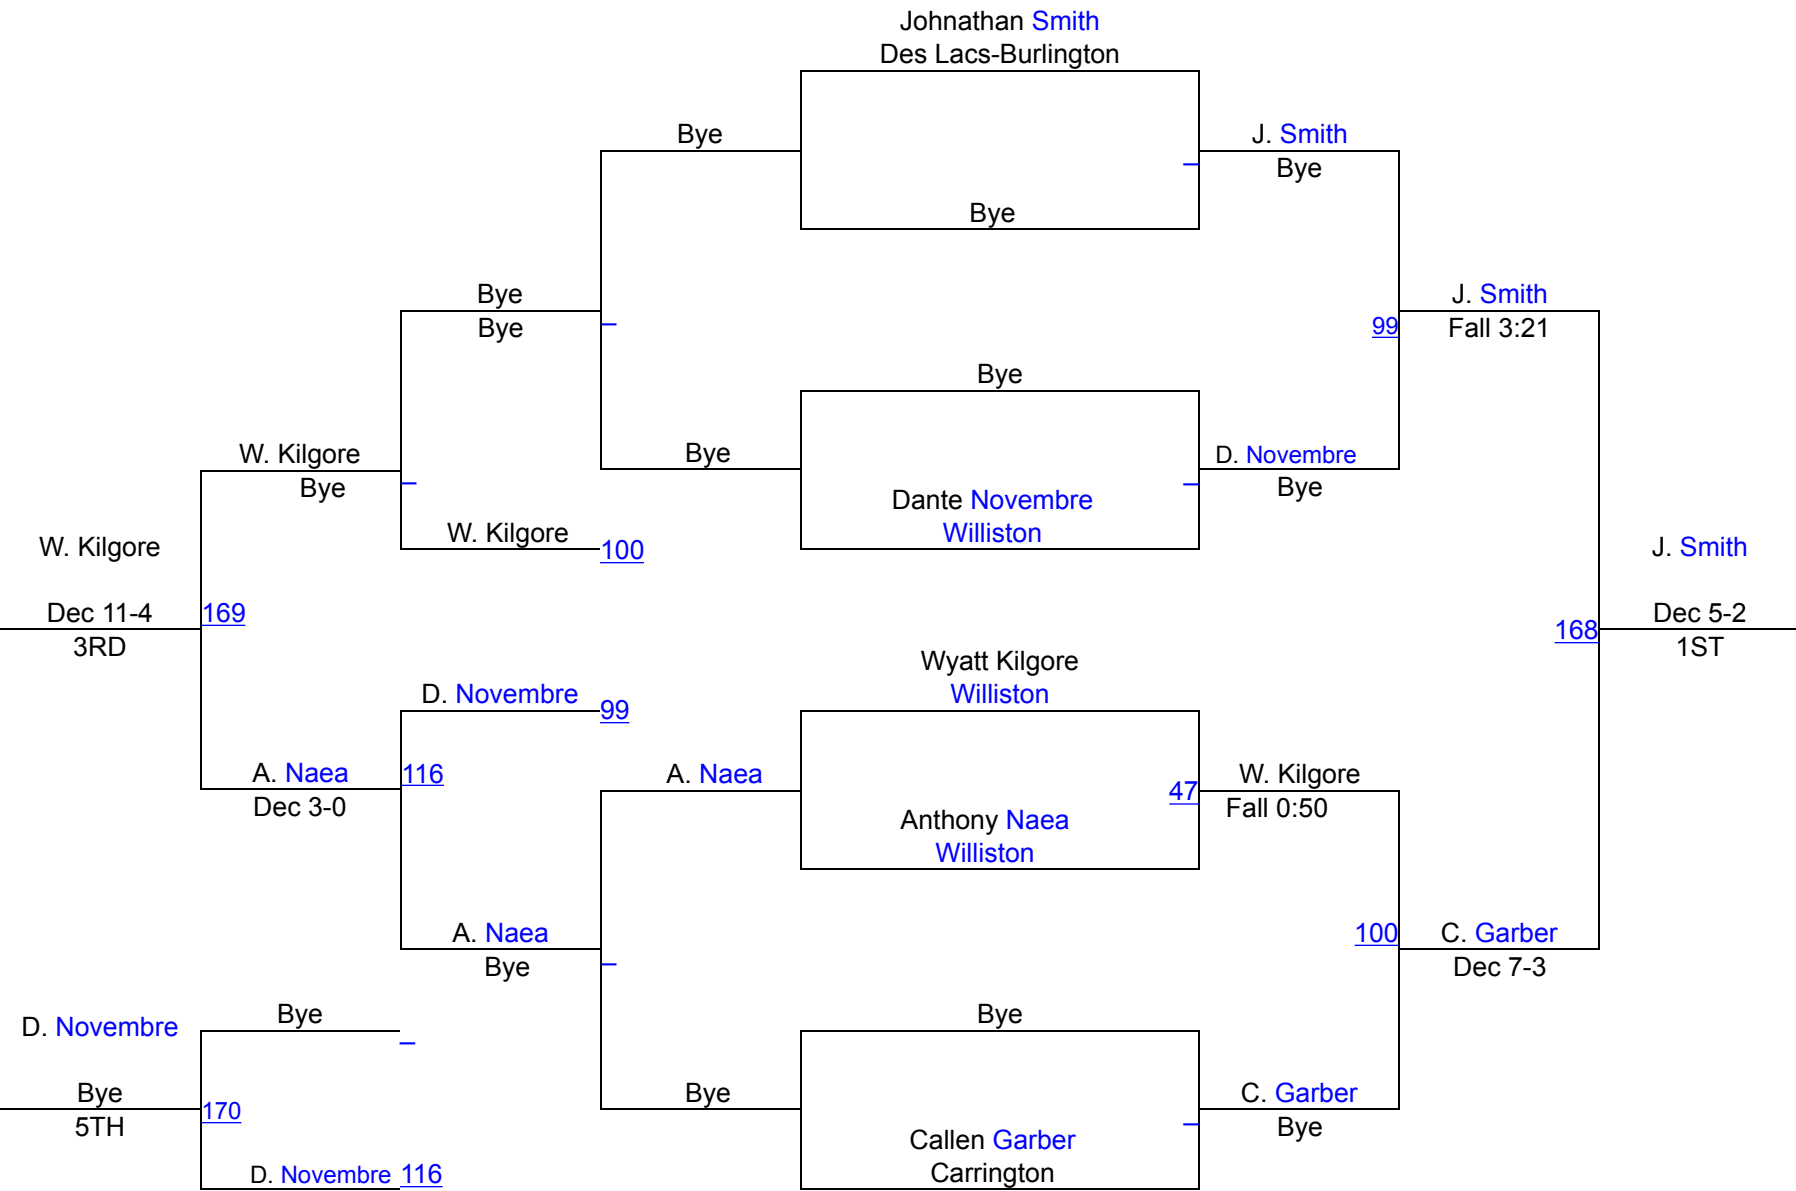 Johnathan Smith
Des Lacs-Burlington
Bye
J. Smith
Bye
Bye
Bye
Bye
J. Smith
99
Fall 3:21
Bye
W. Kilgore
Bye
Bye
D. Novembre
Bye
Dante Novembre
Williston
W. Kilgore
100
W. Kilgore
J. Smith
Dec 11-4
169
3RD
168
Dec 5-2
1ST
Wyatt Kilgore
Williston
D. Novembre
99
A. Naea
116
Dec 3-0
A. Naea
47
W. Kilgore
Fall 0:50
Anthony Naea
Williston
A. Naea
Bye
100
C. Garber
Dec 7-3
D. Novembre
Bye
Bye
Bye
170
5TH
Bye
C. Garber
Bye
Callen Garber
Carrington
D. Novembre 116